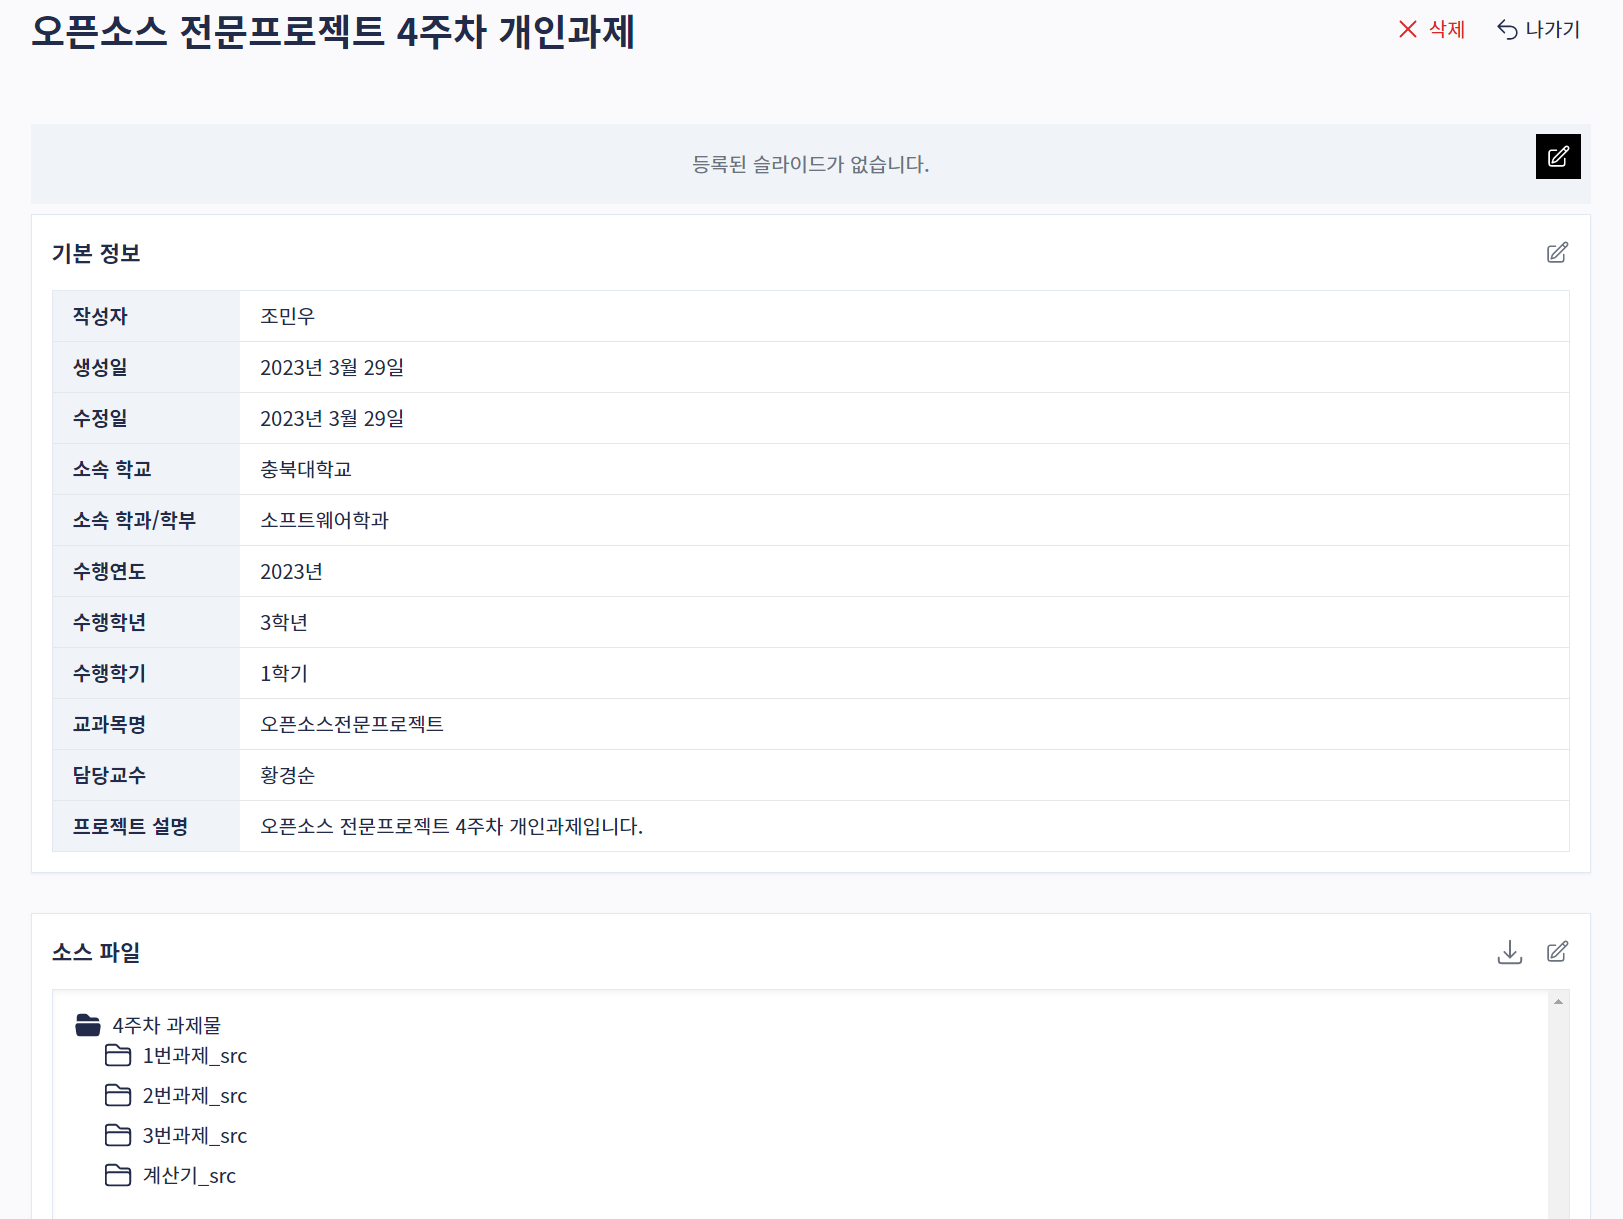 오픈소스 전문프로젝트 4주차 개인과제
삭제 나가기
등록된 슬라이드가 없습니다.
기본 정보
작성자 조민우
생성일 2023년 3월 29일
수정일 2023년 3월 29일
소속 학교 충북대학교
소속 학과/학부 소프트웨어학과
수행연도 2023년
수행학년 3학년
수행학기 1학기
교과목명 오픈소스전문프로젝트
담당교수 황경순
프로젝트 설명 오픈소스 전문프로젝트 4주차 개인과제입니다.
소스 파일
4주차 과제물
1번과제_src
2번과제_src
3번과제_src
계산기_src